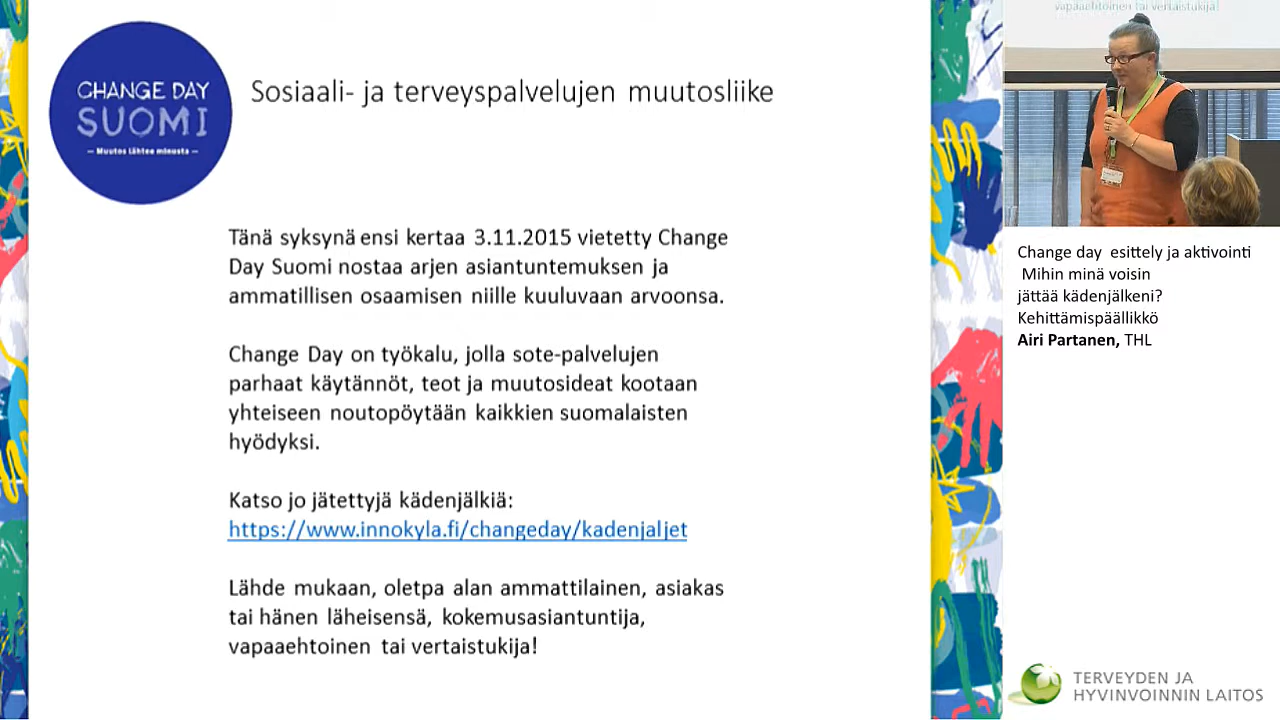 CHANGE DAY
SUOMI
— Muutos lähtee minusta —
Sosiaali- ja terveyspalvelujen muutosliike
Tänä syksynä ensi kertaa 3.11.2015 vietetty Change
Day Suomi nostaa arjen asiantuntemuksen ja
ammatillisen osaamisen niille kuuluvaan arvoonsa.
Change Day on työkalu, jolla sote-palvelujen
parhaat käytännöt, teot ja muutosideat kootaan
yhteiseen noutopöytään kaikkien suomalaisten
hyödyksi.
Katso jo jätettyjä kädenjälkiä:
https://www.innokyla.fi/changeday/kadenjaljet
Lähde mukaan, oletpa alan ammattilainen, asiakas
tai hänen läheisensä, kokemusasiantuntija,
vapaaehtoinen tai vertaistukija!
vapaaehtoinen tai vertaistukija!
Change day esittely ja aktivointi
Mihin minä voisin
jättää kädenjälkeni?
Kehittämispäällikkö
Airi Partanen, THL
TERVEYDEN JA
HYVINVOINNIN LAITOS